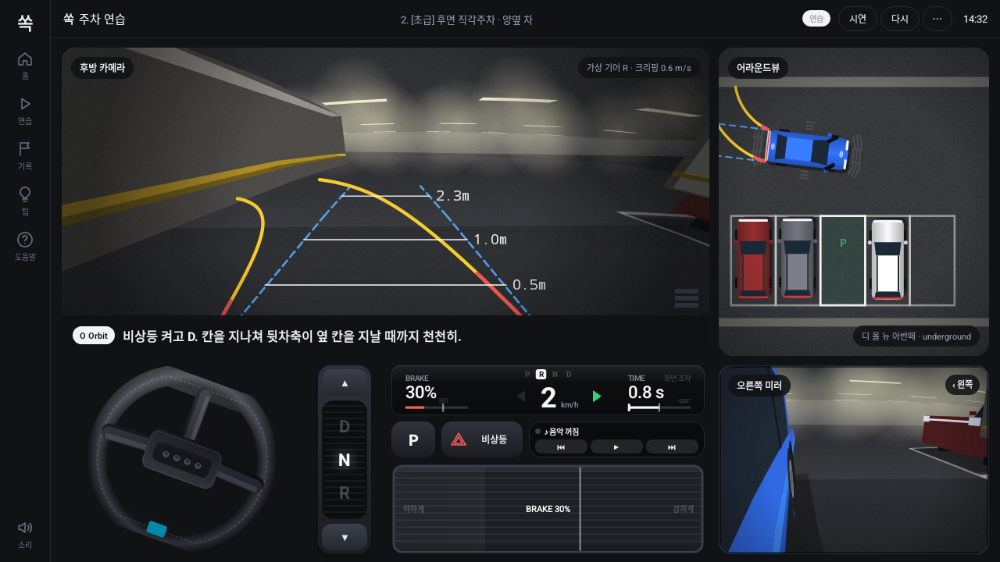 쏙
쏙 주차 연습
2. [초급] 후면 직각주차 · 양옆 차
연습
시연
다시
···
14:32
홈
연습
기록
팁
도움말
소리
후방 카메라
가상 기어 R · 크리핑 0.6 m/s
2.3m
1.0m
0.5m
O Orbit
비상등 켜고 D. 칸을 지나쳐 뒷차축이 옆 칸을 지날 때까지 천천히.
어라운드뷰
P
디 올 뉴 아반떼 · underground
▲
D
N
R
▼
BRAKE
30%
P R N D
2 km/h
TIME
화면 조작
0.8 s
P
비상등
♪ 음악 꺼짐
약하게
BRAKE 30%
강하게
오른쪽 미러
‹ 왼쪽